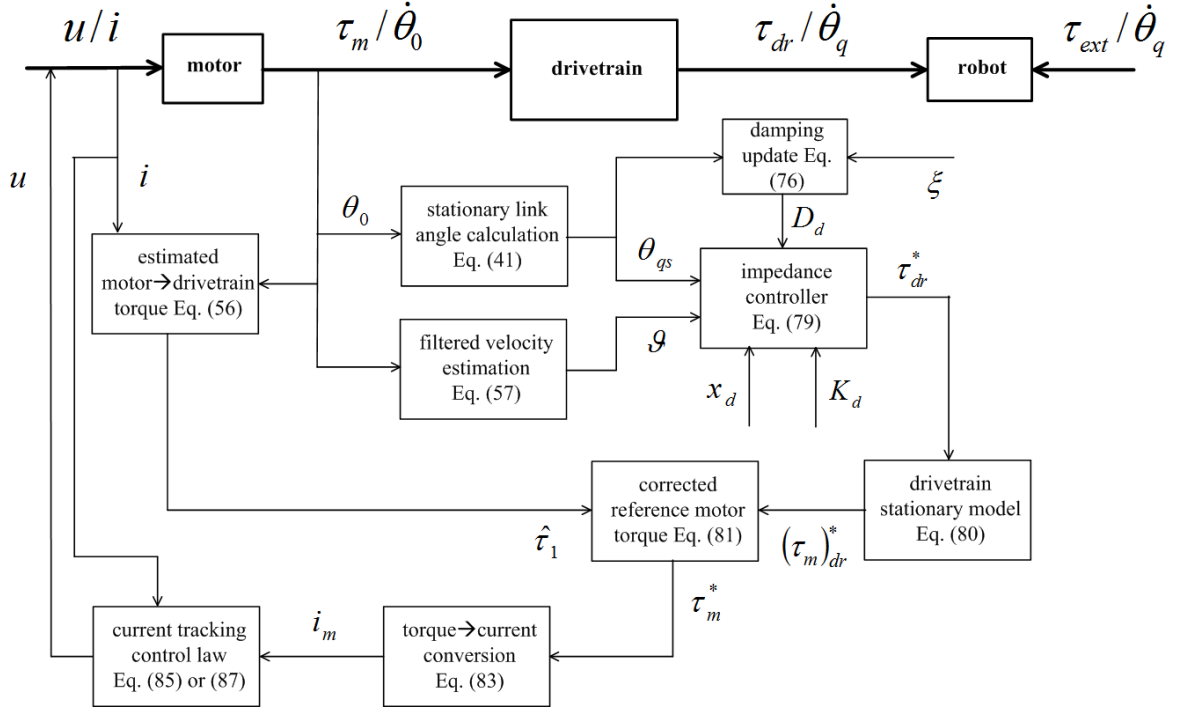 u/i
τ_m/θ̇_0
τ_dr/θ̇_q
τ_ext/θ̇_q
motor
drivetrain
robot
u
i
damping
update Eq.
(76)
ξ
θ_0
stationary link
angle calculation
Eq. (41)
D_d
θ_qs
estimated
motor→drivetrain
torque Eq. (56)
impedance
controller
Eq. (79)
τ_dr^*
filtered velocity
estimation
Eq. (57)
ϑ
x_d
K_d
corrected
reference motor
torque Eq. (81)
drivetrain
stationary model
Eq. (80)
τ̂_1
(τ_m)_dr^*
τ_m^*
current tracking
control law
Eq. (85) or (87)
i_m
torque→current
conversion
Eq. (83)